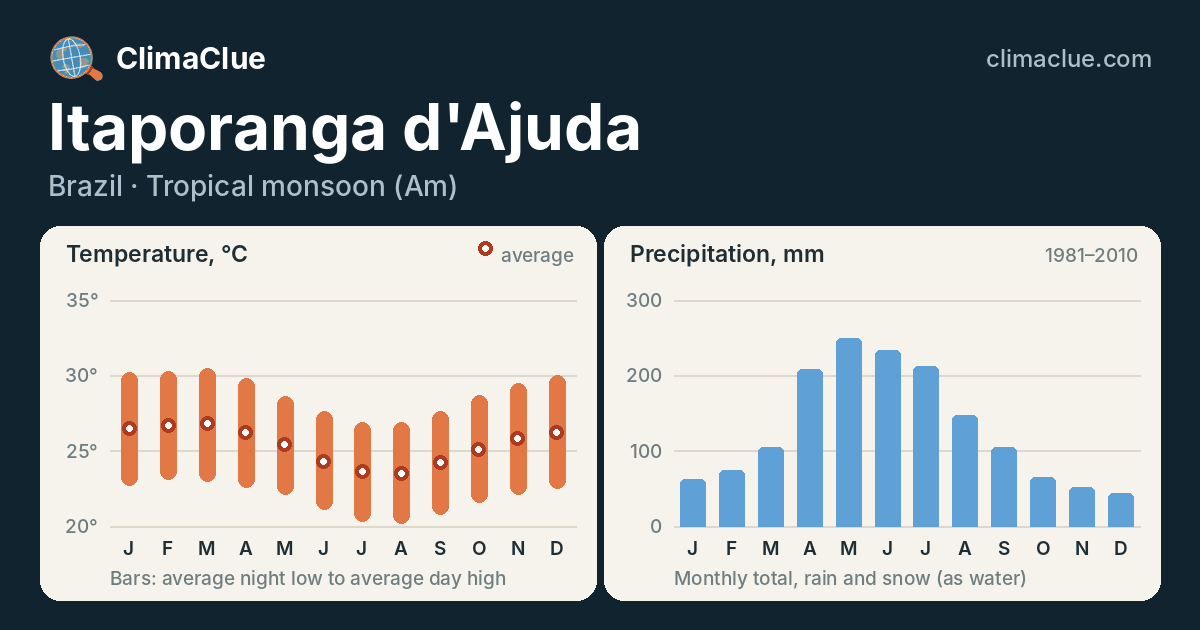 ClimaClue
climaclue.com
Itaporanga d'Ajuda
Brazil · Tropical monsoon (Am)
Temperature, °C
average
35°
30°
25°
20°
J F M A M J J A S O N D
Bars: average night low to average day high
Precipitation, mm
1981–2010
300
200
100
0
J F M A M J J A S O N D
Monthly total, rain and snow (as water)